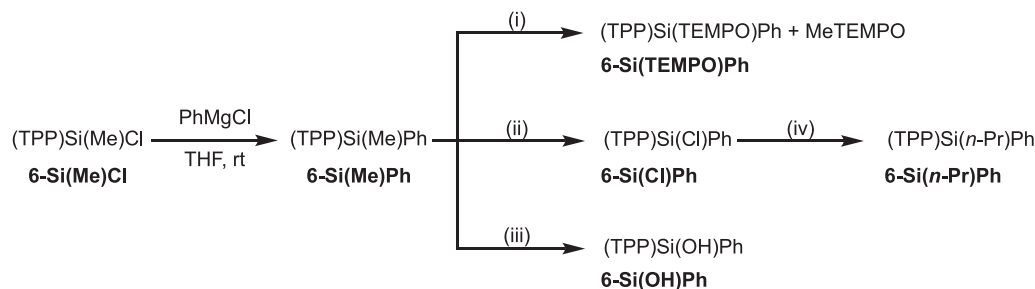 (i)
(TPP)Si(TEMPO)Ph + MeTEMPO
6-Si(TEMPO)Ph
PhMgCl
(TPP)Si(Me)Cl
THF, rt
6-Si(Me)Cl
(TPP)Si(Me)Ph
6-Si(Me)Ph
(ii)
(TPP)Si(Cl)Ph
6-Si(Cl)Ph
(iv)
(TPP)Si(n-Pr)Ph
6-Si(n-Pr)Ph
(iii)
(TPP)Si(OH)Ph
6-Si(OH)Ph